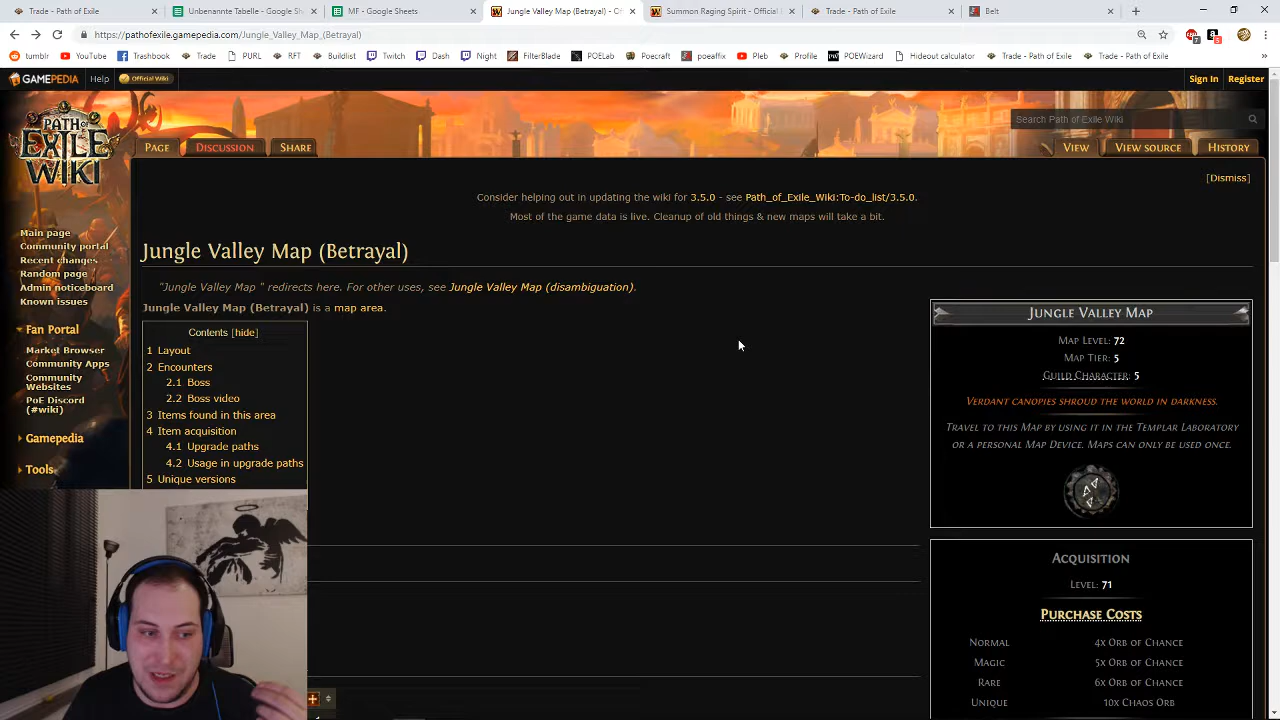 Trade - Path of Exile
Unbenannte Tabelle - Google She
MF - Google Sheets
Jungle Valley Map(Betrayal) - O
Summon Raging Spirit - Official
Trade - Path of Exile
Belt
https://pathofexile.gamepedia.com/Jungle_Valley_Map_(Betrayal)
tumblr YouTube Trashbook Trade RFT Buildlist Twitch Dash Night FilterBlade POELab Poecraft poeaffix Pleb Profile POEWizard Hideout calculator Trade - Path of Exile Trade - Path of Exile
GAMEPEDIA Help Official Wiki Sign In Register
PATH OF EXILE WIKI
Search Path of Exile Wiki
PAGE DISCUSSION SHARE VIEW VIEW SOURCE HISTORY
[Dismiss]
Consider helping out in updating the wiki for 3.5.0 - see Path_of_Exile_Wiki:To-do_list/3.5.0.
Most of the game data is live. Cleanup of old things & new maps will take a bit.
Main page
Community portal
Recent changes
Random page
Admin noticeboard
Known issues
Fan Portal
Market Browser
Community Apps
Community Websites
PoE Discord (#wiki)
Gamepedia
Tools
Jungle Valley Map (Betrayal)
"Jungle Valley Map " redirects here. For other uses, see Jungle Valley Map (disambiguation).
Jungle Valley Map (Betrayal) is a map area.
Contents [hide]
1 Layout
2 Encounters
2.1 Boss
2.2 Boss video
3 Items found in this area
4 Item acquisition
4.1 Upgrade paths
4.2 Usage in upgrade paths
5 Unique versions
Jungle Valley Map
Map Level: 72
Map Tier: 5
Guild Character: 5
Verdant canopies shroud the world in darkness.
Travel to this Map by using it in the Templar Laboratory
or a personal Map Device. Maps can only be used once.
Acquisition
Level: 71
Purchase Costs
Normal 4x Orb of Chance
Magic 5x Orb of Chance
Rare 6x Orb of Chance
Unique 10x Chaos Orb